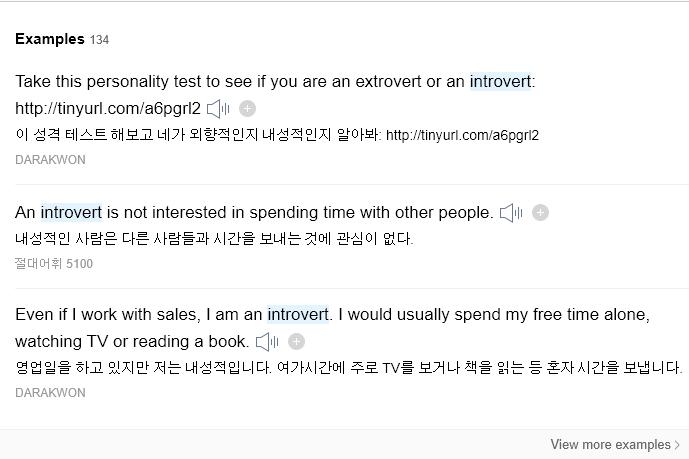 Examples 134
Take this personality test to see if you are an extrovert or an introvert:
http://tinyurl.com/a6pgrl2
이 성격 테스트 해보고 네가 외향적인지 내성적인지 알아봐: http://tinyurl.com/a6pgrl2
DARAKWON
An introvert is not interested in spending time with other people.
내성적인 사람은 다른 사람들과 시간을 보내는 것에 관심이 없다.
절대어휘 5100
Even if I work with sales, I am an introvert. I would usually spend my free time alone,
watching TV or reading a book.
영업일을 하고 있지만 저는 내성적입니다. 여가시간에 주로 TV를 보거나 책을 읽는 등 혼자 시간을 보냅니다.
DARAKWON
View more examples